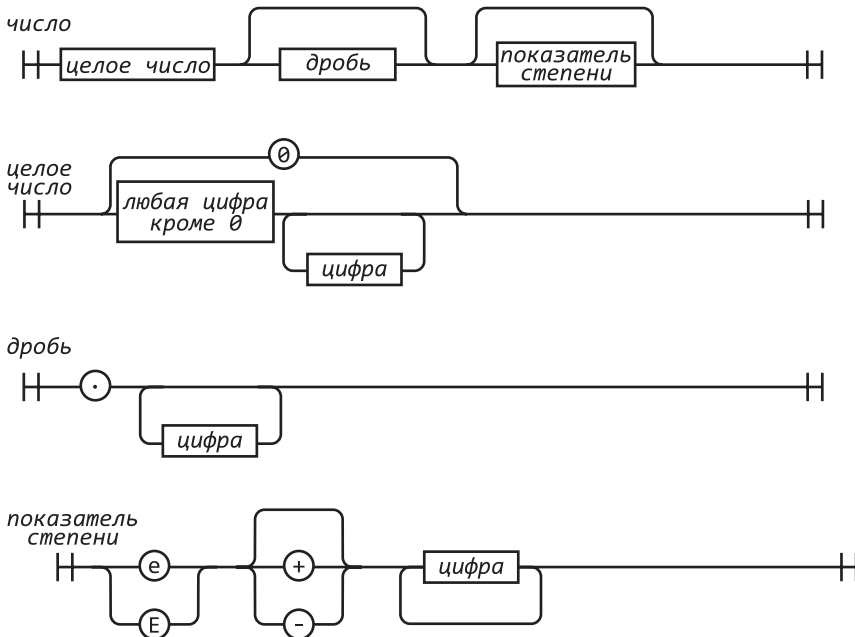 число
целое число
дробь
показатель
степени
целое
число
0
любая цифра
кроме 0
цифра
дробь
.
цифра
показатель
степени
e
+
цифра
E
-